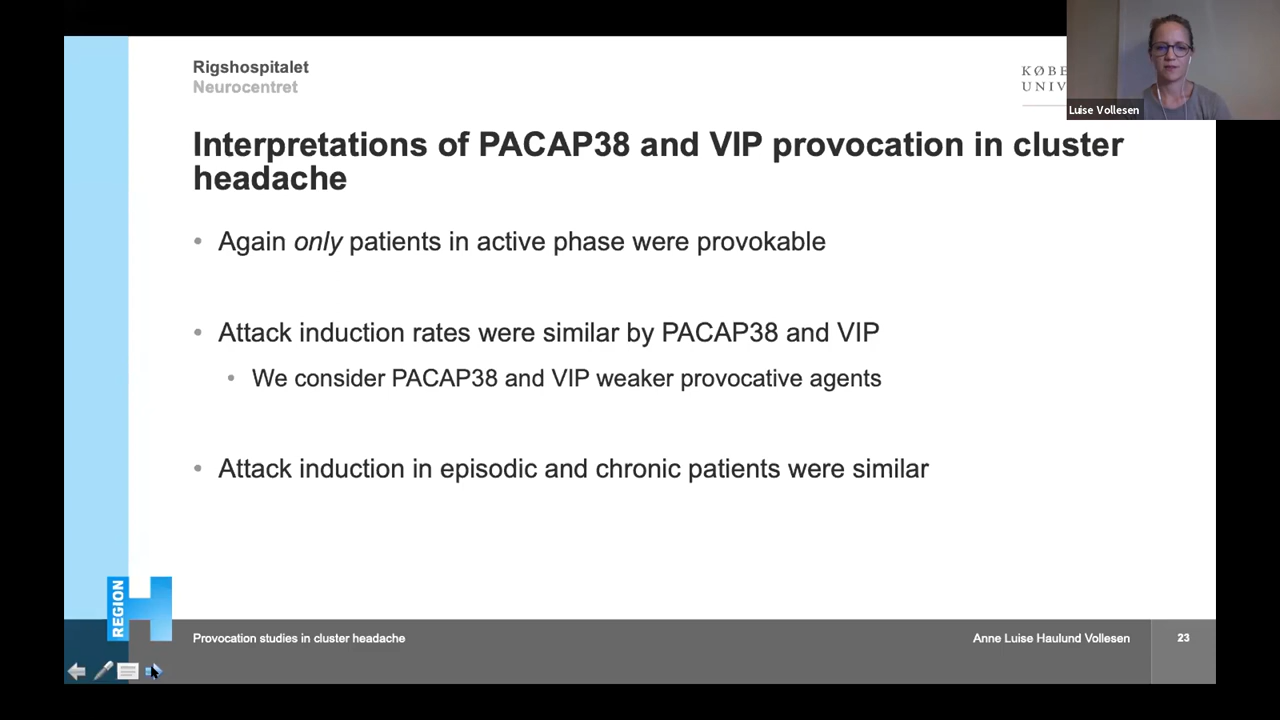 Rigshospitalet
Neurocentret
KØBE
UNIV
Luise Vollesen
Interpretations of PACAP38 and VIP provocation in cluster
headache
• Again only patients in active phase were provokable
• Attack induction rates were similar by PACAP38 and VIP
• We consider PACAP38 and VIP weaker provocative agents
• Attack induction in episodic and chronic patients were similar
REGION H
Provocation studies in cluster headache
Anne Luise Haulund Vollesen
23